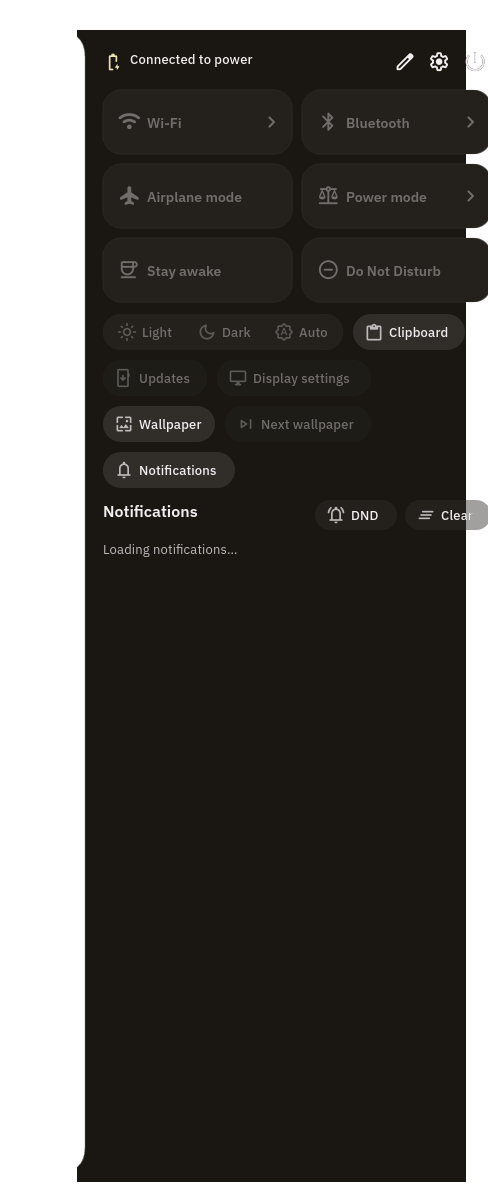 Connected to power
Wi-Fi Bluetooth
Airplane mode Power mode
Stay awake Do Not Disturb
Light Dark Auto Clipboard
Updates Display settings
Wallpaper Next wallpaper
Notifications
Notifications DND Clear
Loading notifications...